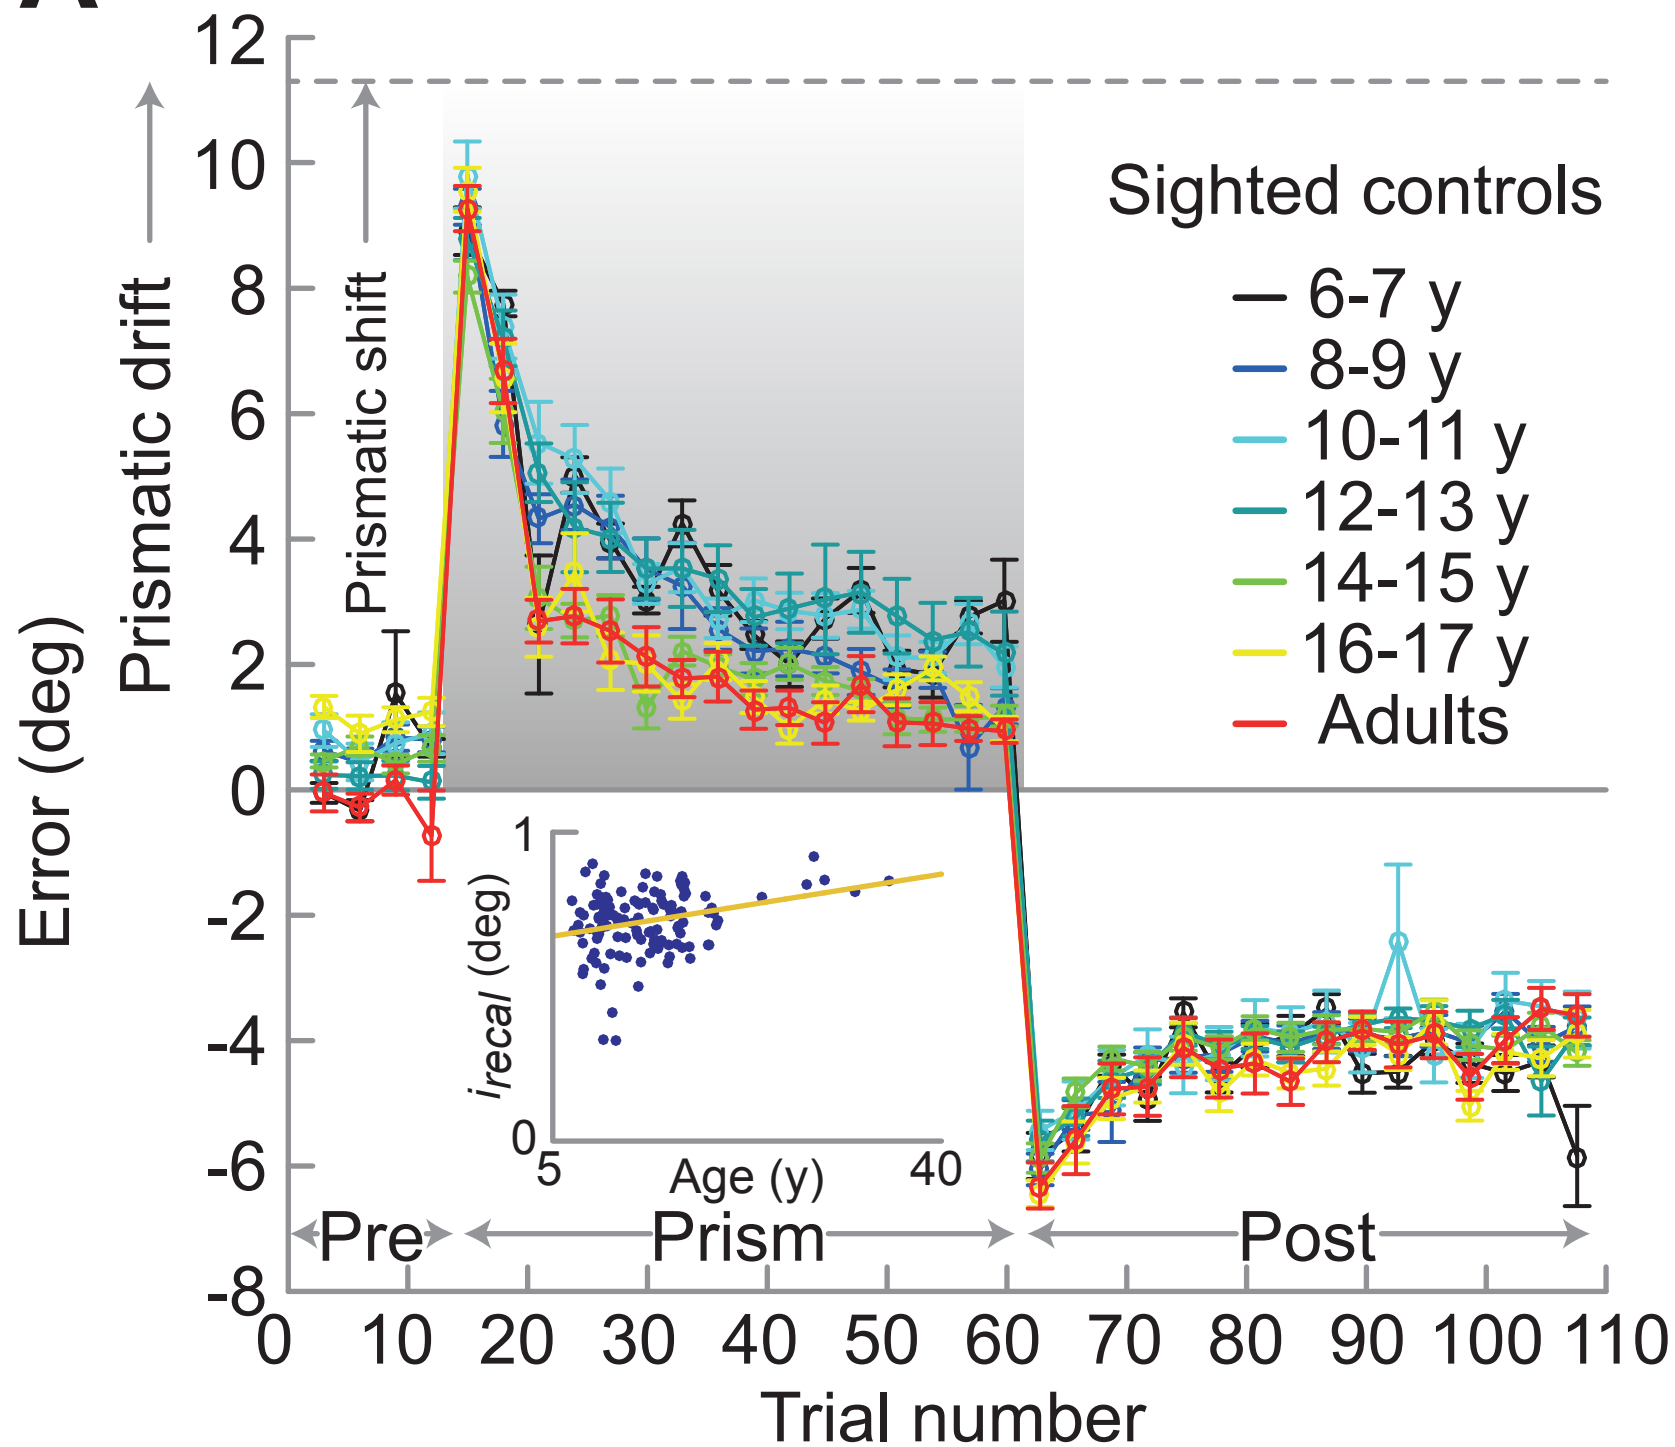 A
12
10
8
6
4
2
0
-2
-4
-6
-8
Error (deg)
Prismatic drift
Prismatic shift
Sighted controls
6-7 y
8-9 y
10-11 y
12-13 y
14-15 y
16-17 y
Adults
1
0
irecal (deg)
5
40
Age (y)
Pre
Prism
Post
0 10 20 30 40 50 60 70 80 90 100 110
Trial number